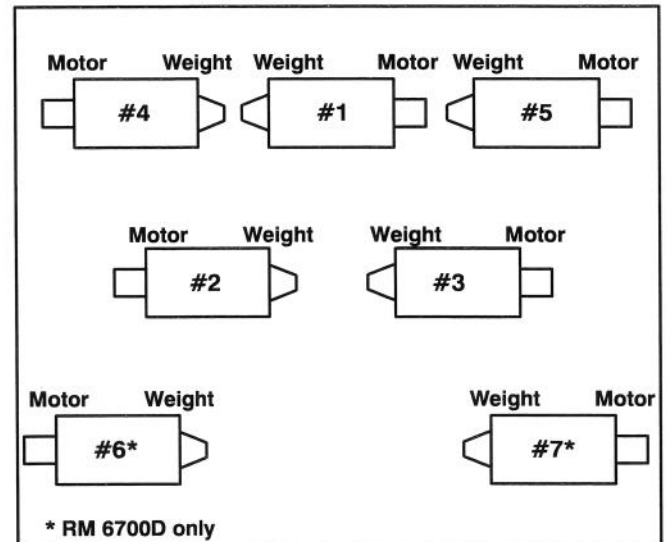 Motor Weight Weight Motor Weight Motor
#4 #1 #5
Motor Weight Weight Motor
#2 #3
Motor Weight Weight Motor
#6* #7*
* RM 6700D only